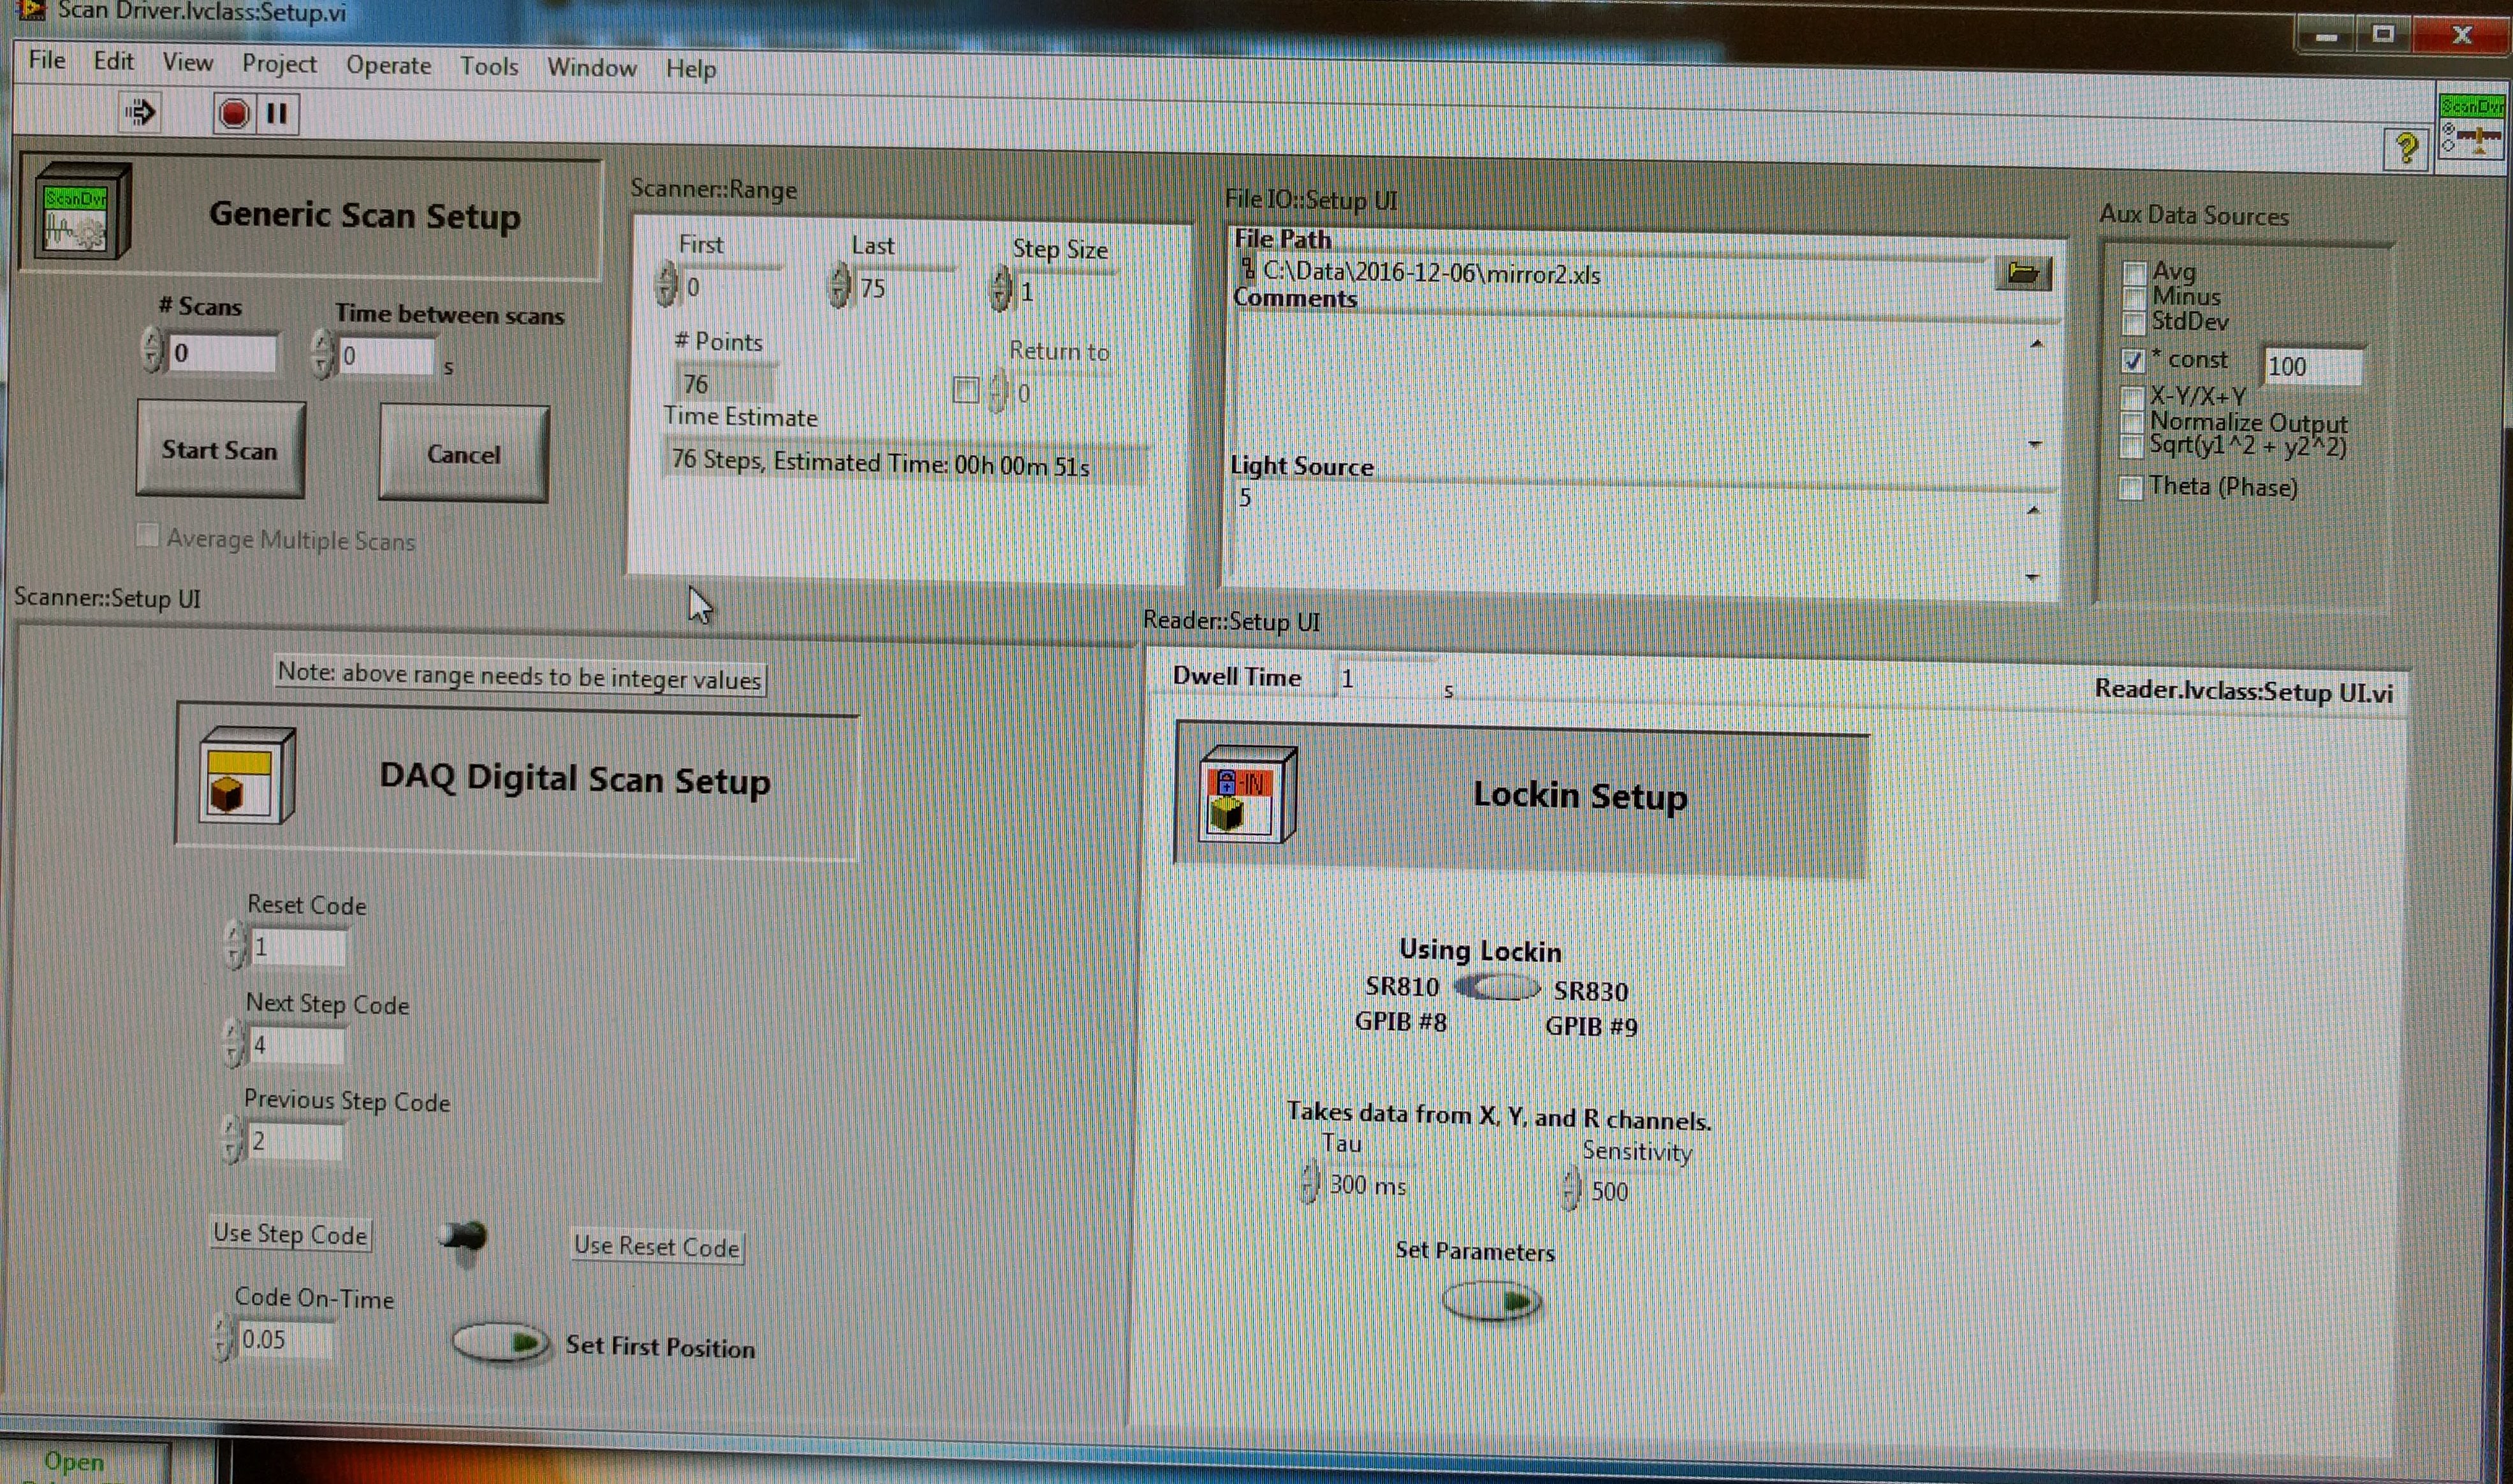 Scan Driver.lvclass:Setup.vi
File Edit View Project Operate Tools Window Help
ScanDvr
?
ScanDvr
Generic Scan Setup
# Scans
0
Time between scans
0
s
Start Scan
Cancel
Average Multiple Scans
Scanner::Range
First
0
Last
75
Step Size
1
# Points
76
Return to
0
Time Estimate
76 Steps, Estimated Time: 00h 00m 51s
File IO::Setup UI
File Path
C:\Data\2016-12-06\mirror2.xls
Comments
Light Source
5
Aux Data Sources
Avg
Minus
StdDev
* const
100
X-Y/X+Y
Normalize Output
Sqrt(y1^2 + y2^2)
Theta (Phase)
Scanner::Setup UI
Note: above range needs to be integer values
DAQ Digital Scan Setup
Reset Code
1
Next Step Code
4
Previous Step Code
2
Use Step Code
Use Reset Code
Code On-Time
0.05
Set First Position
Reader::Setup UI
Dwell Time
1
s
Reader.lvclass:Setup UI.vi
-IN
Lockin Setup
Using Lockin
SR810
SR830
GPIB #8
GPIB #9
Takes data from X, Y, and R channels.
Tau
300 ms
Sensitivity
500
Set Parameters
Open